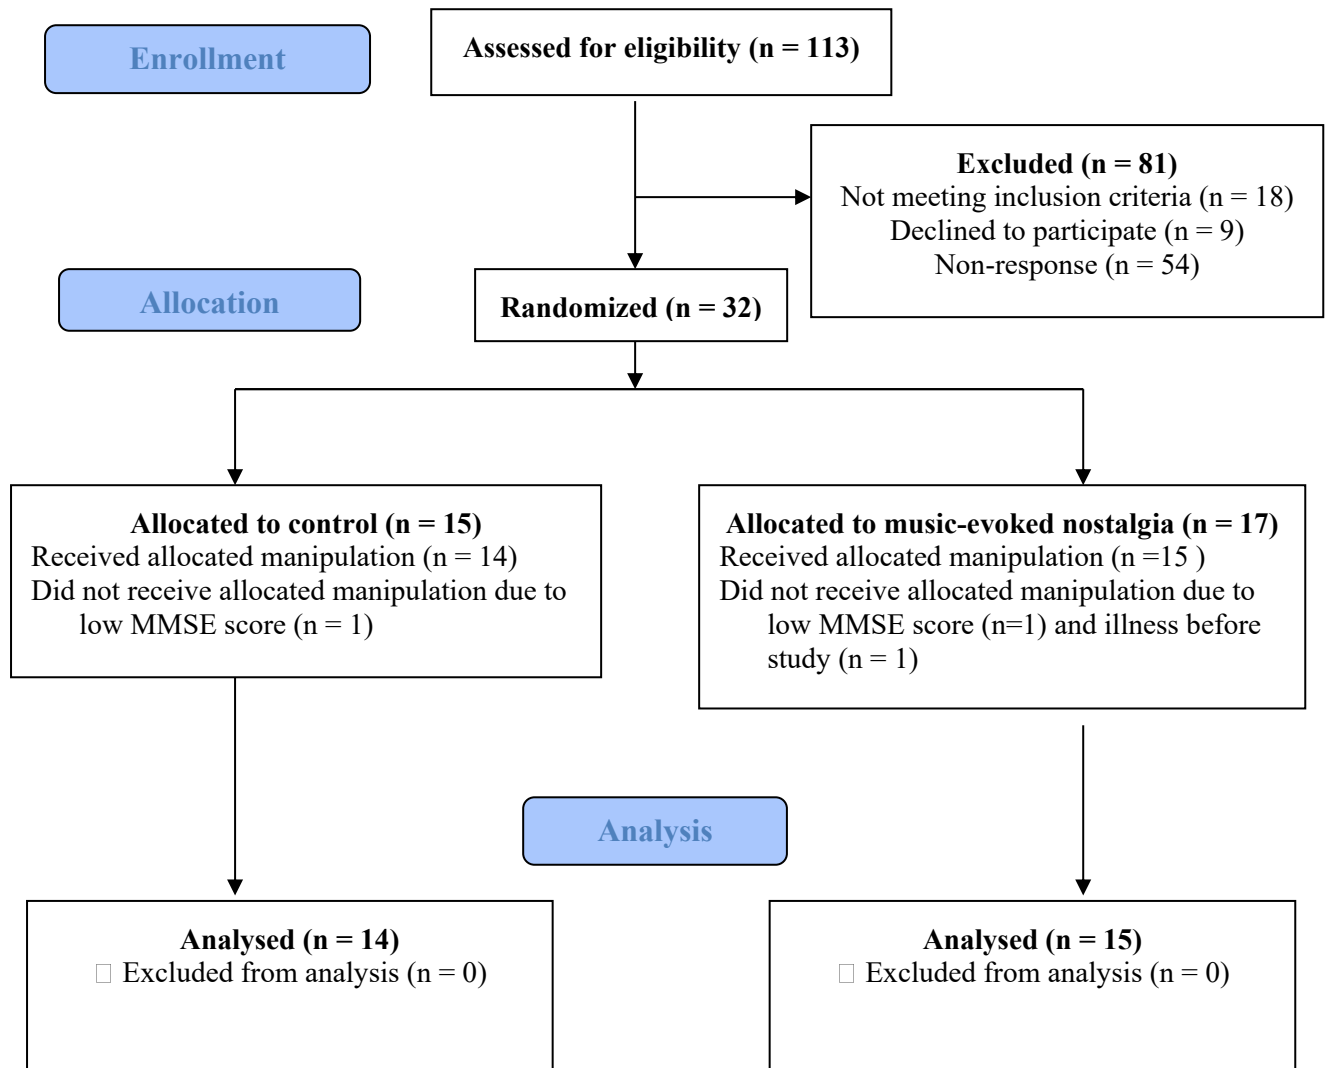 Enrollment
Assessed for eligibility (n = 113)
Excluded (n = 81)
Not meeting inclusion criteria (n = 18)
Declined to participate (n = 9)
Non-response (n = 54)
Allocation
Randomized (n = 32)
Allocated to control (n = 15)
Received allocated manipulation (n = 14)
Did not receive allocated manipulation due to
low MMSE score (n = 1)
Allocated to music-evoked nostalgia (n = 17)
Received allocated manipulation (n =15 )
Did not receive allocated manipulation due to
low MMSE score (n=1) and illness before
study (n = 1)
Analysis
Analysed (n = 14)
□ Excluded from analysis (n = 0)
Analysed (n = 15)
□ Excluded from analysis (n = 0)